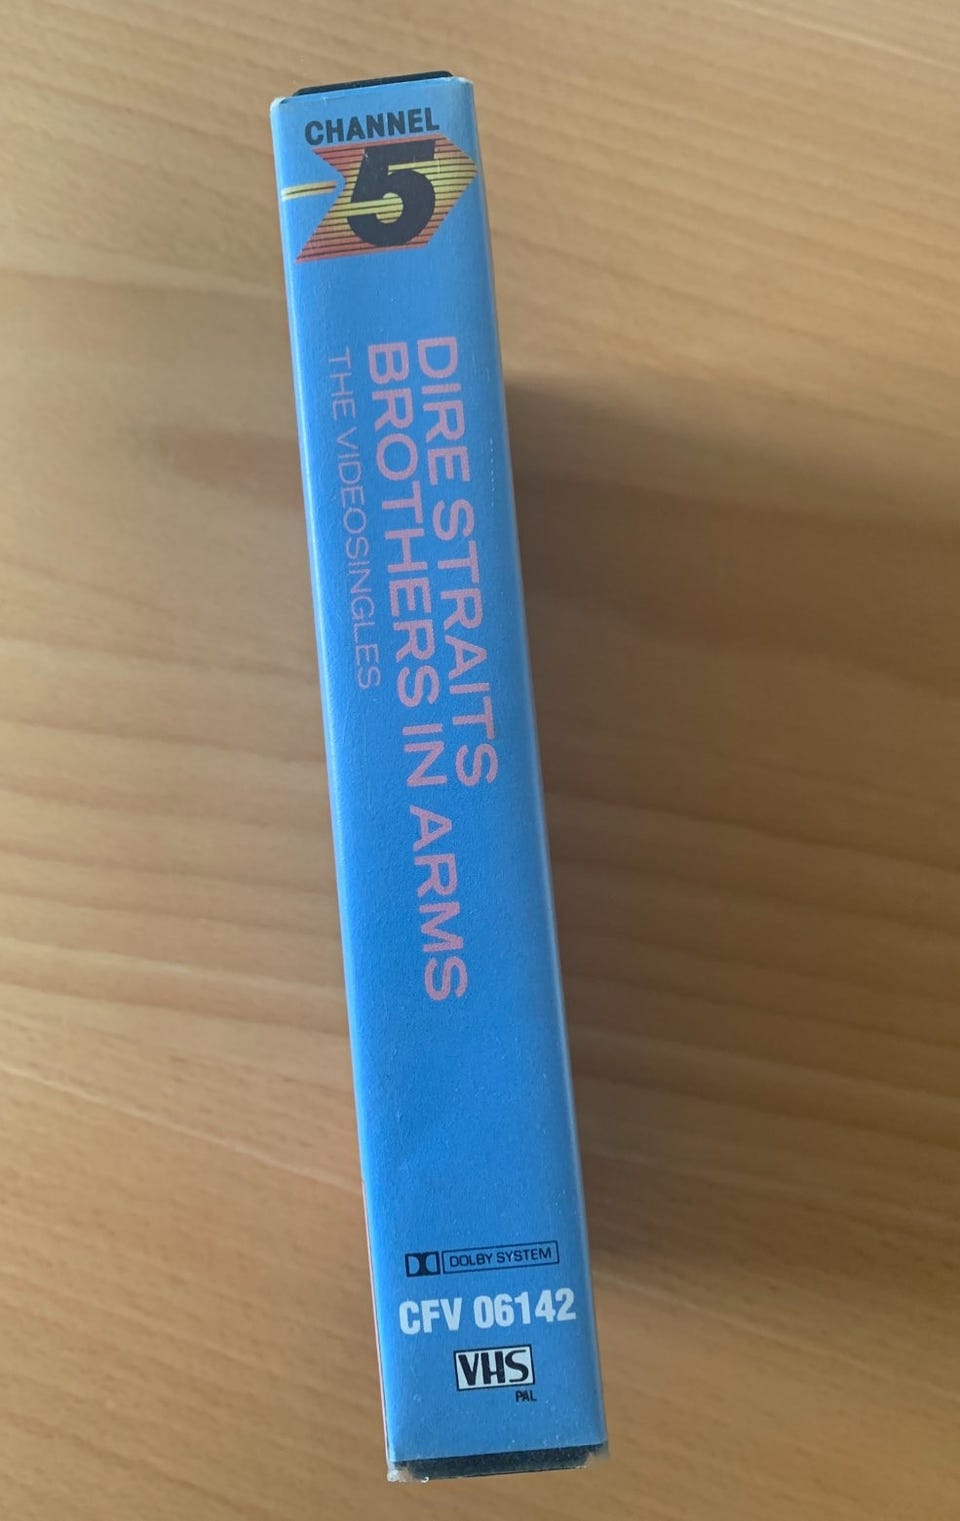 CHANNEL
5
DIRE STRAITS
BROTHERS IN ARMS
THE VIDEOSINGLES
DOLBY SYSTEM
CFV 06142
VHS
PAL